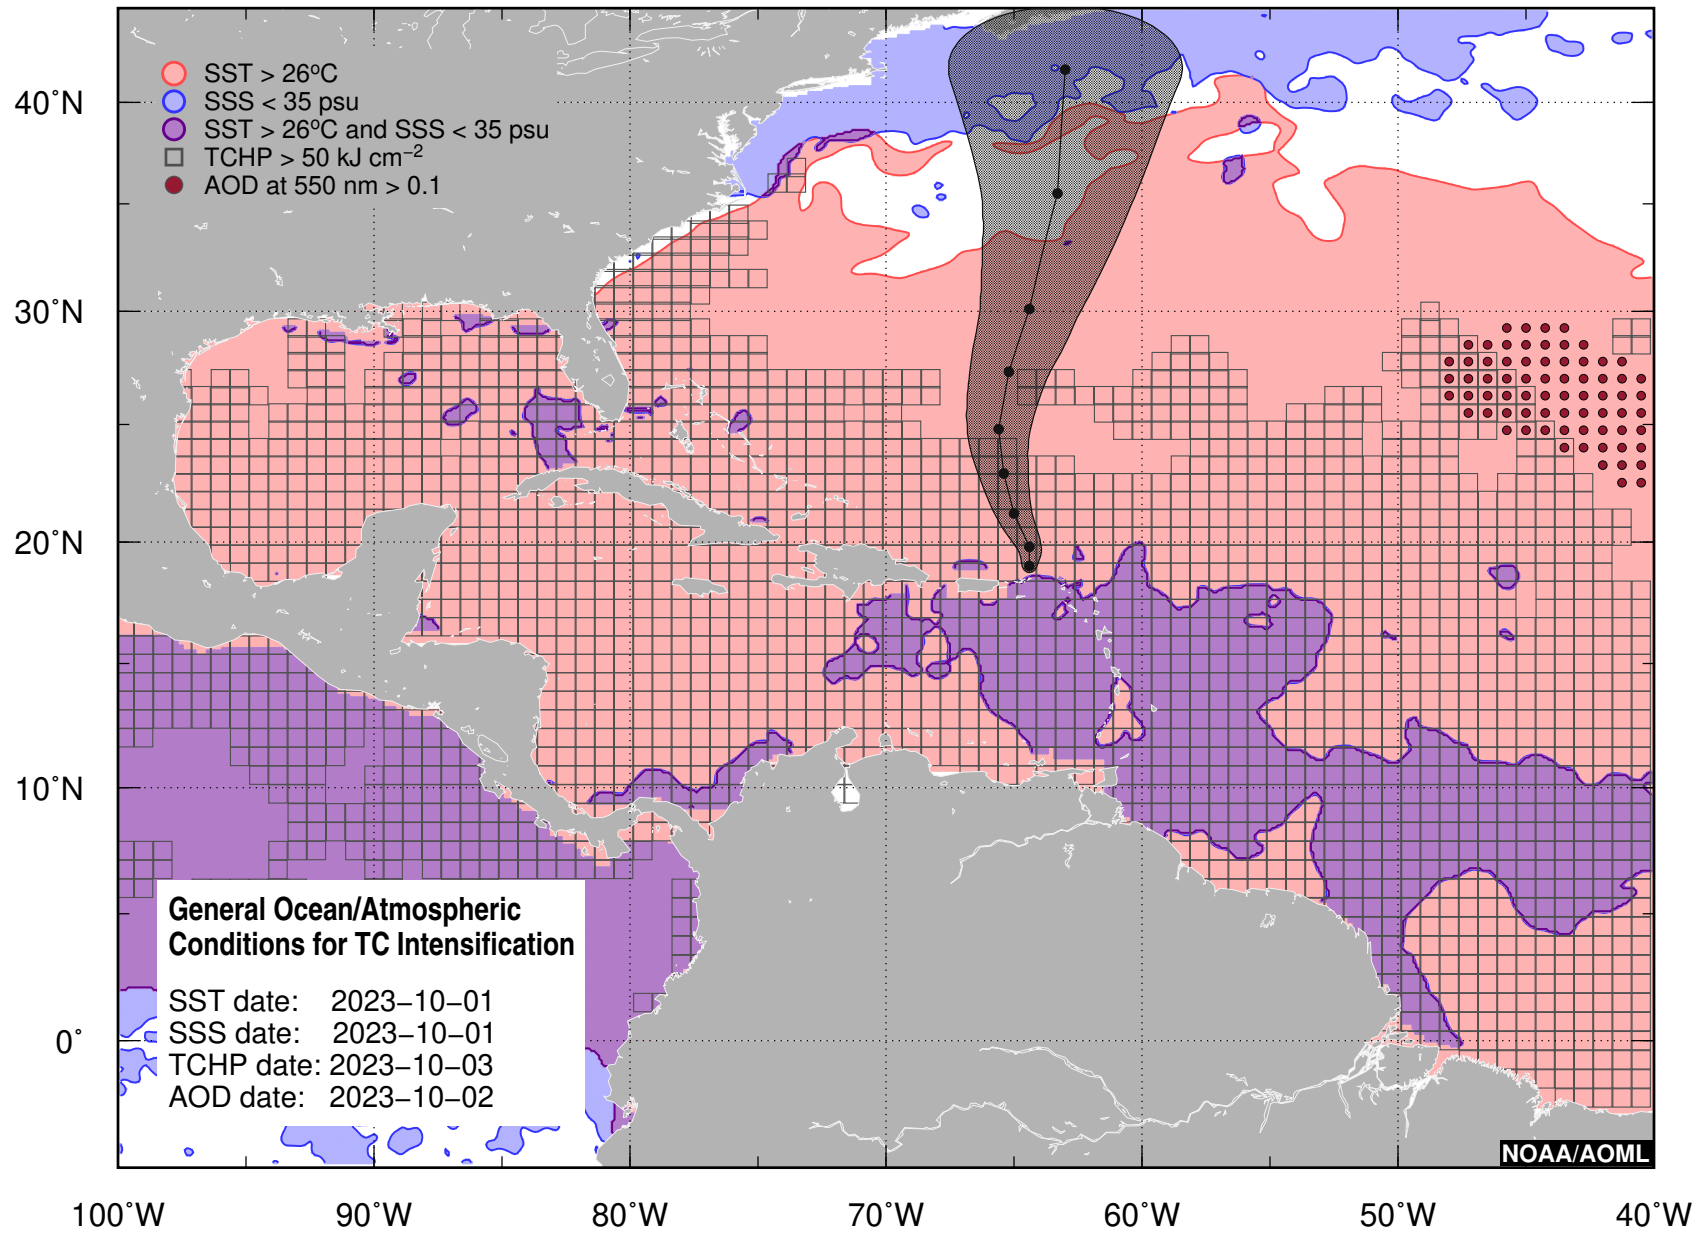 SST > 26°C
SSS < 35 psu
SST > 26°C and SSS < 35 psu
TCHP > 50 kJ cm⁻²
AOD at 550 nm > 0.1
40°N
30°N
20°N
10°N
0°
General Ocean/Atmospheric
Conditions for TC Intensification
SST date: 2023−10−01
SSS date: 2023−10−01
TCHP date: 2023−10−03
AOD date: 2023−10−02
NOAA/AOML
100°W 90°W 80°W 70°W 60°W 50°W 40°W